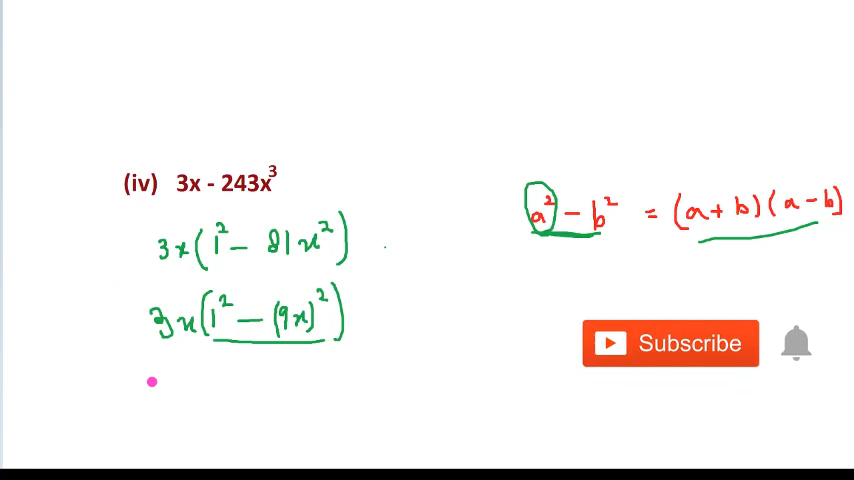 (iv) 3x - 243x³
a² - b² = (a + b) (a - b)
3x (1² - 81x²)
3x (1² - (9x)²)
Subscribe